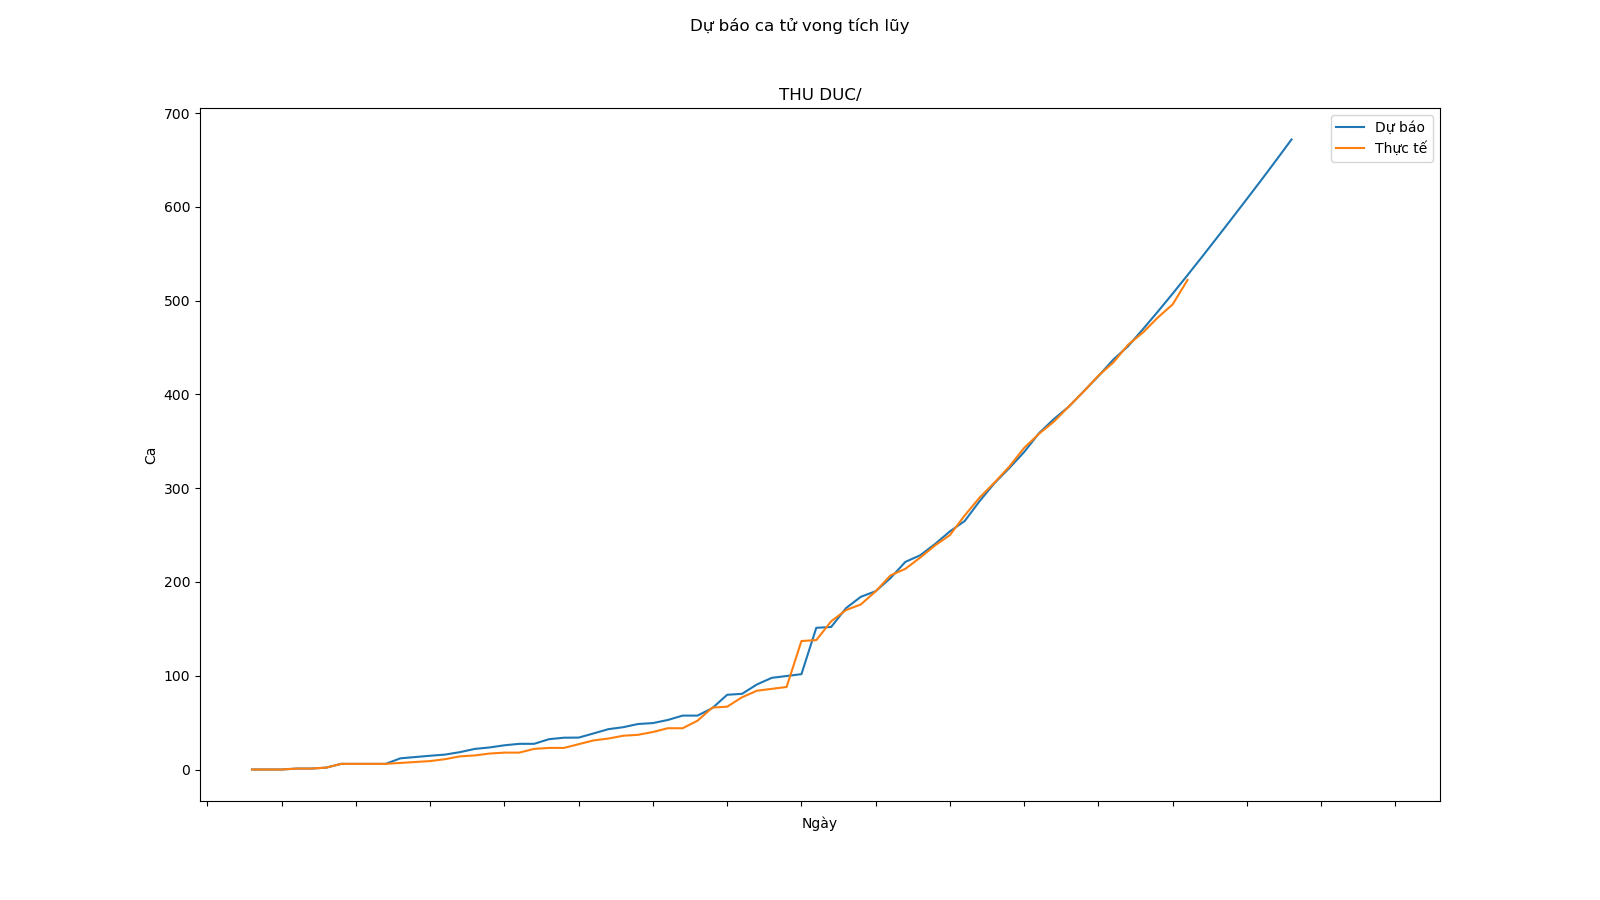 Dự báo ca tử vong tích lũy
THU DUC/
700
600
500
400
300
200
100
0
Ca
Ngày
Dự báo
Thực tế